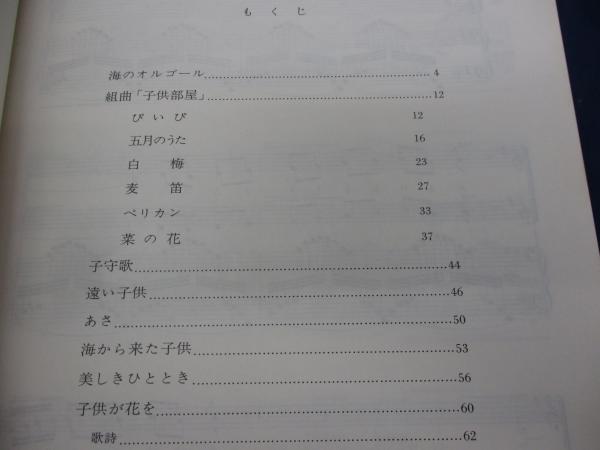 もくじ
海のオルゴール……4
組曲「子供部屋」……12
ぴいぴ 12
五月のうた 16
白梅 23
麦笛 27
ペリカン 33
菜の花 37
子守歌……44
遠い子供……46
あさ……50
海から来た子供……53
美しきひととき……56
子供が花を……60
歌詩……62